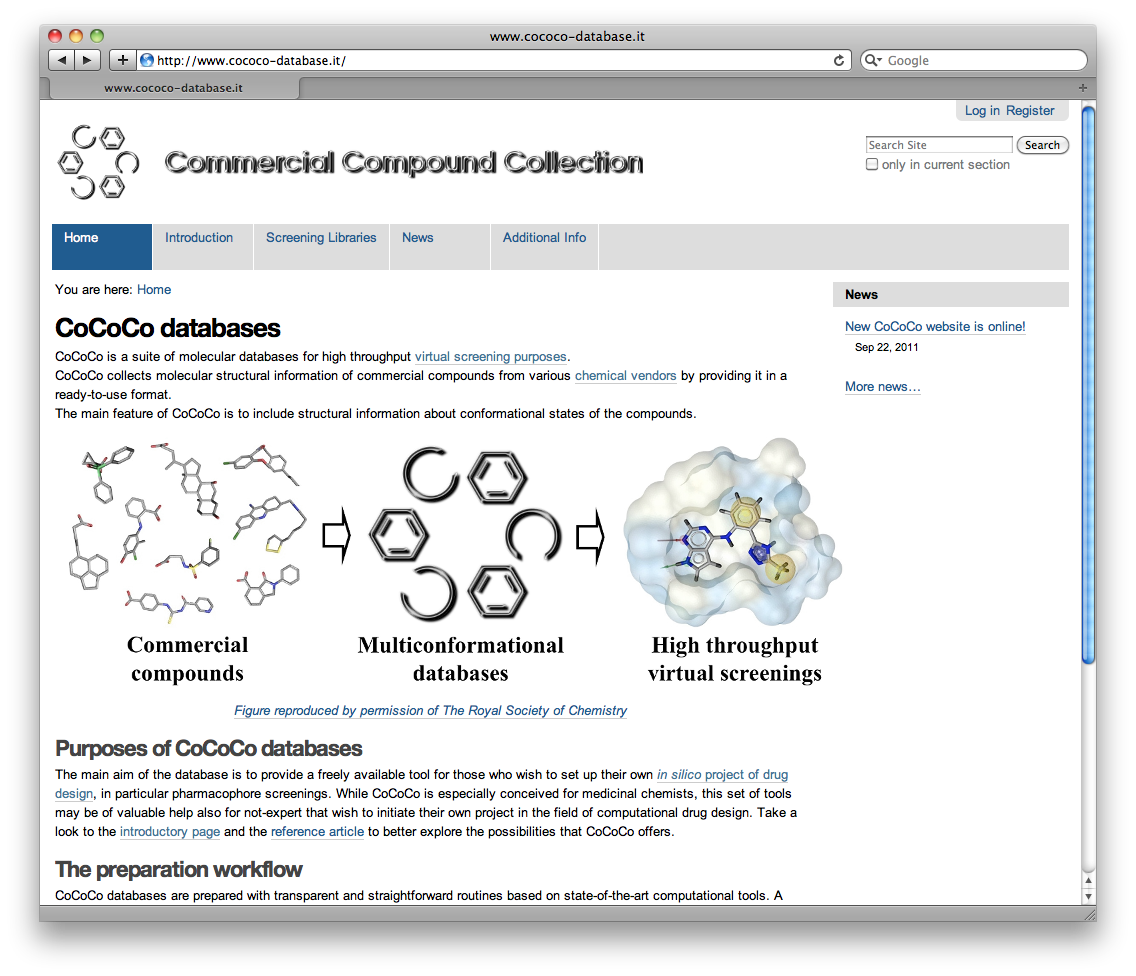 www.cococo-database.it
http://www.cococo-database.it/
Google
www.cococo-database.it
Log in Register
Commercial Compound Collection
Search Site
Search
only in current section
Home
Introduction
Screening Libraries
News
Additional Info
You are here: Home
CoCoCo databases
CoCoCo is a suite of molecular databases for high throughput virtual screening purposes.
CoCoCo collects molecular structural information of commercial compounds from various chemical vendors by providing it in a
ready-to-use format.
The main feature of CoCoCo is to include structural information about conformational states of the compounds.
News
New CoCoCo website is online!
Sep 22, 2011
More news…
Commercial
compounds
Multiconformational
databases
High throughput
virtual screenings
Figure reproduced by permission of The Royal Society of Chemistry
Purposes of CoCoCo databases
The main aim of the database is to provide a freely available tool for those who wish to set up their own in silico project of drug
design, in particular pharmacophore screenings. While CoCoCo is especially conceived for medicinal chemists, this set of tools
may be of valuable help also for not-expert that wish to initiate their own project in the field of computational drug design. Take a
look to the introductory page and the reference article to better explore the possibilities that CoCoCo offers.
The preparation workflow
CoCoCo databases are prepared with transparent and straightforward routines based on state-of-the-art computational tools. A